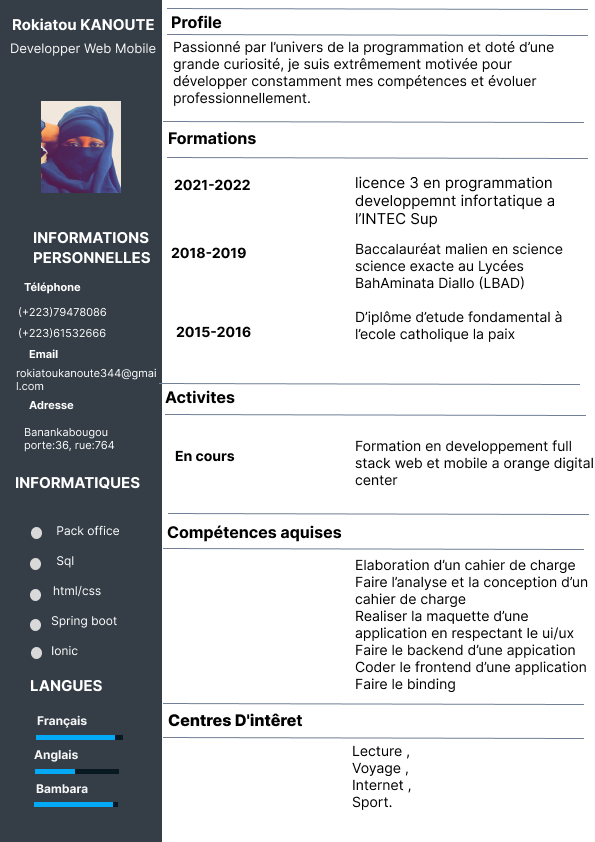 Rokiatou KANOUTE
Developper Web Mobile
INFORMATIONS
PERSONNELLES
Téléphone
(+223)79478086
(+223)61532666
Email
rokiatoukanoute344@gmai
l.com
Adresse
Banankabougou
porte:36, rue:764
INFORMATIQUES
Pack office
Sql
html/css
Spring boot
Ionic
LANGUES
Français
Anglais
Bambara
Profile
Passionné par l’univers de la programation et doté d’une
grande curiosité, je suis extrêmement motivée pour
développer constamment mes compétences et évoluer
professionnellement.
Formations
2021-2022
licence 3 en programmation
developpemnt infortatique a
l’INTEC Sup
2018-2019
Baccalauréat malien en science
science exacte au Lycées
BahAminata Diallo (LBAD)
2015-2016
D’iplôme d’etude fondamental à
l’ecole catholique la paix
Activites
En cours
Formation en developpement full
stack web et mobile a orange digital
center
Compétences aquises
Elaboration d’un cahier de charge
Faire l’analyse et la conception d’un
cahier de charge
Realiser la maquette d’une
application en respectant le ui/ux
Faire le backend d’une appication
Coder le frontend d’une application
Faire le binding
Centres D'intêret
Lecture ,
Voyage ,
Internet ,
Sport.